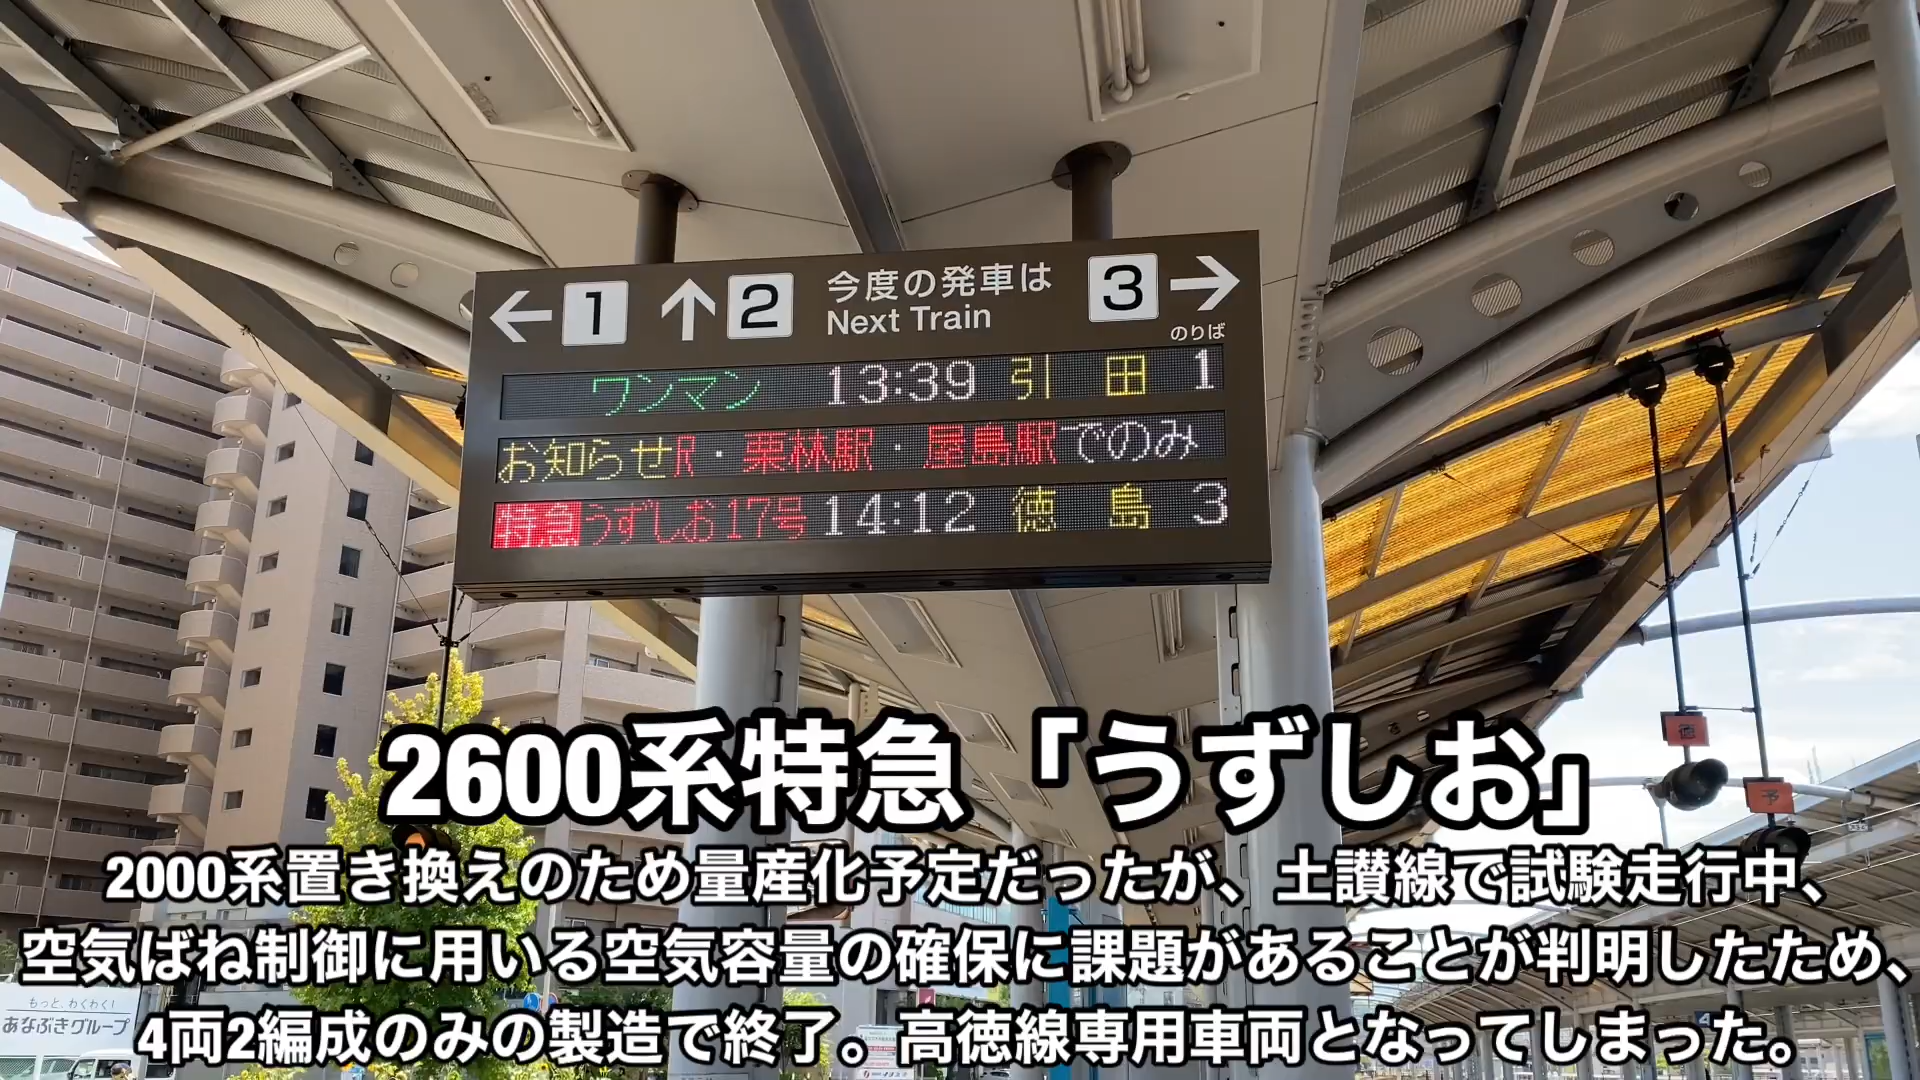 ← 1 ↑ 2 今度の発車は 3 →
Next Train
のりば
ワンマン 13:39 引田 1
お知らせR・栗林駅・屋島駅でのみ
特急うずしお17号 14:12 徳島 3
予
2600系特急「うずしお」
2000系置き換えのため量産化予定だったが、土讃線で試験走行中、
空気ばね制御に用いる空気容量の確保に課題があることが判明したため、
4両2編成のみの製造で終了。高徳線専用車両となってしまった。
もっと、わくわく!
あなぶきグループ
4